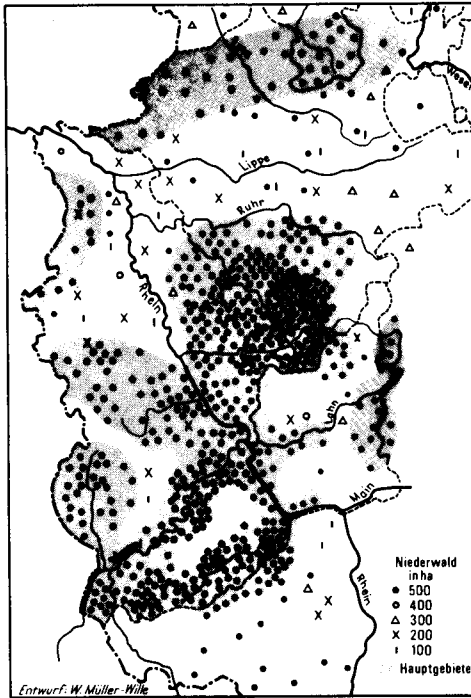 Weser
Lippe
Ruhr
Rhein
Lahn
Main
Rhein
Niederwald
in ha
● 500
○ 400
△ 300
X 200
ı 100
Hauptgebiete
Entwurf: W. Müller-Wille